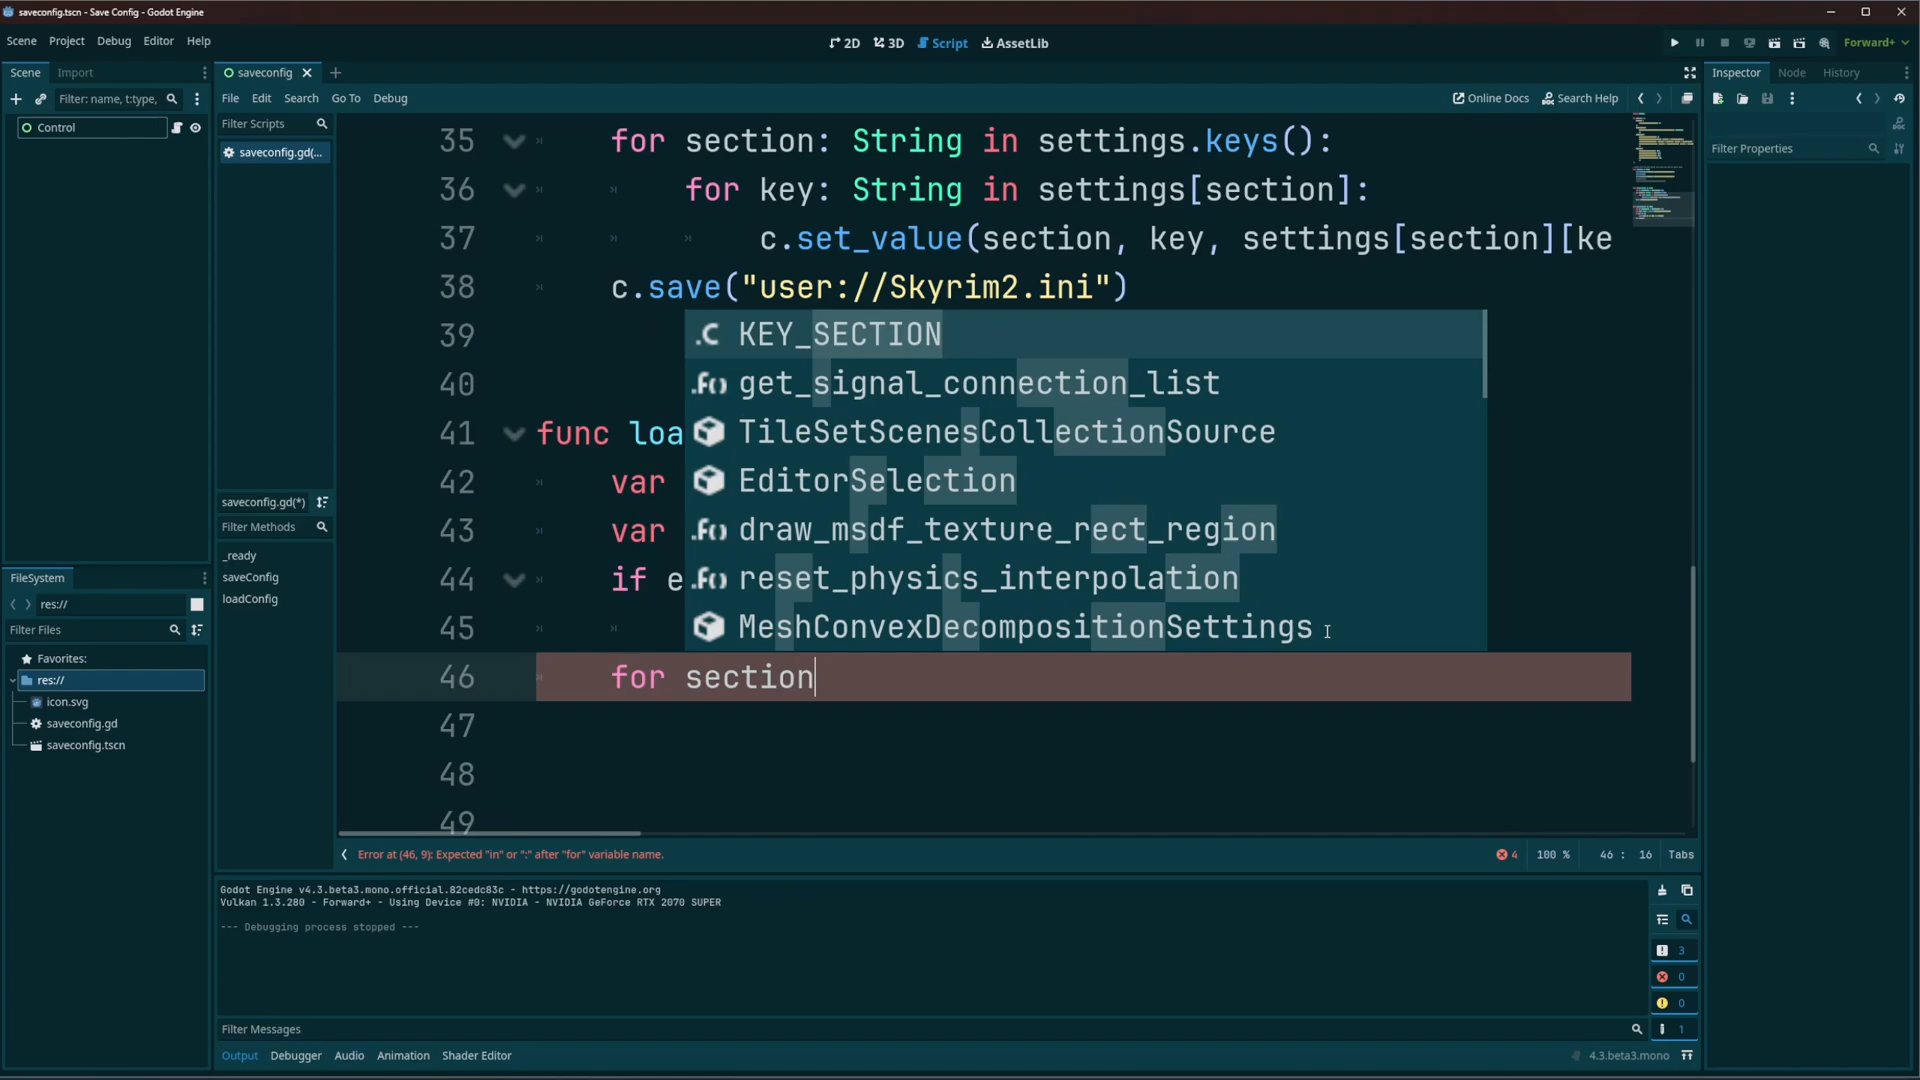 saveconfig.tscn - Save Config - Godot Engine
Scene Project Debug Editor Help
2D 3D Script AssetLib
Forward+
Scene Import
saveconfig
Inspector Node History
Filter: name, t:type,
File Edit Search Go To Debug
Online Docs Search Help
Control
Filter Scripts
saveconfig.gd(...
Filter Properties
35 for section: String in settings.keys():
36 for key: String in settings[section]:
37 c.set_value(section, key, settings[section][ke
38 c.save("user://Skyrim2.ini")
39
40
41 func loa
42 var
43 var
44 if e
45
46 for section
47
48
49
.C KEY_SECTION
.f() get_signal_connection_list
TileSetScenesCollectionSource
EditorSelection
.f() draw_msdf_texture_rect_region
.f() reset_physics_interpolation
MeshConvexDecompositionSettings
saveconfig.gd(*)
Filter Methods
_ready
saveConfig
loadConfig
FileSystem
res://
Filter Files
Favorites:
res://
icon.svg
saveconfig.gd
saveconfig.tscn
Error at (46, 9): Expected "in" or ":" after "for" variable name.
4 100 % 46 : 16 Tabs
Godot Engine v4.3.beta3.mono.official.82cedc83c - https://godotengine.org
Vulkan 1.3.280 - Forward+ - Using Device #0: NVIDIA - NVIDIA GeForce RTX 2070 SUPER
--- Debugging process stopped ---
3
0
0
1
Filter Messages
Output Debugger Audio Animation Shader Editor
4.3.beta3.mono